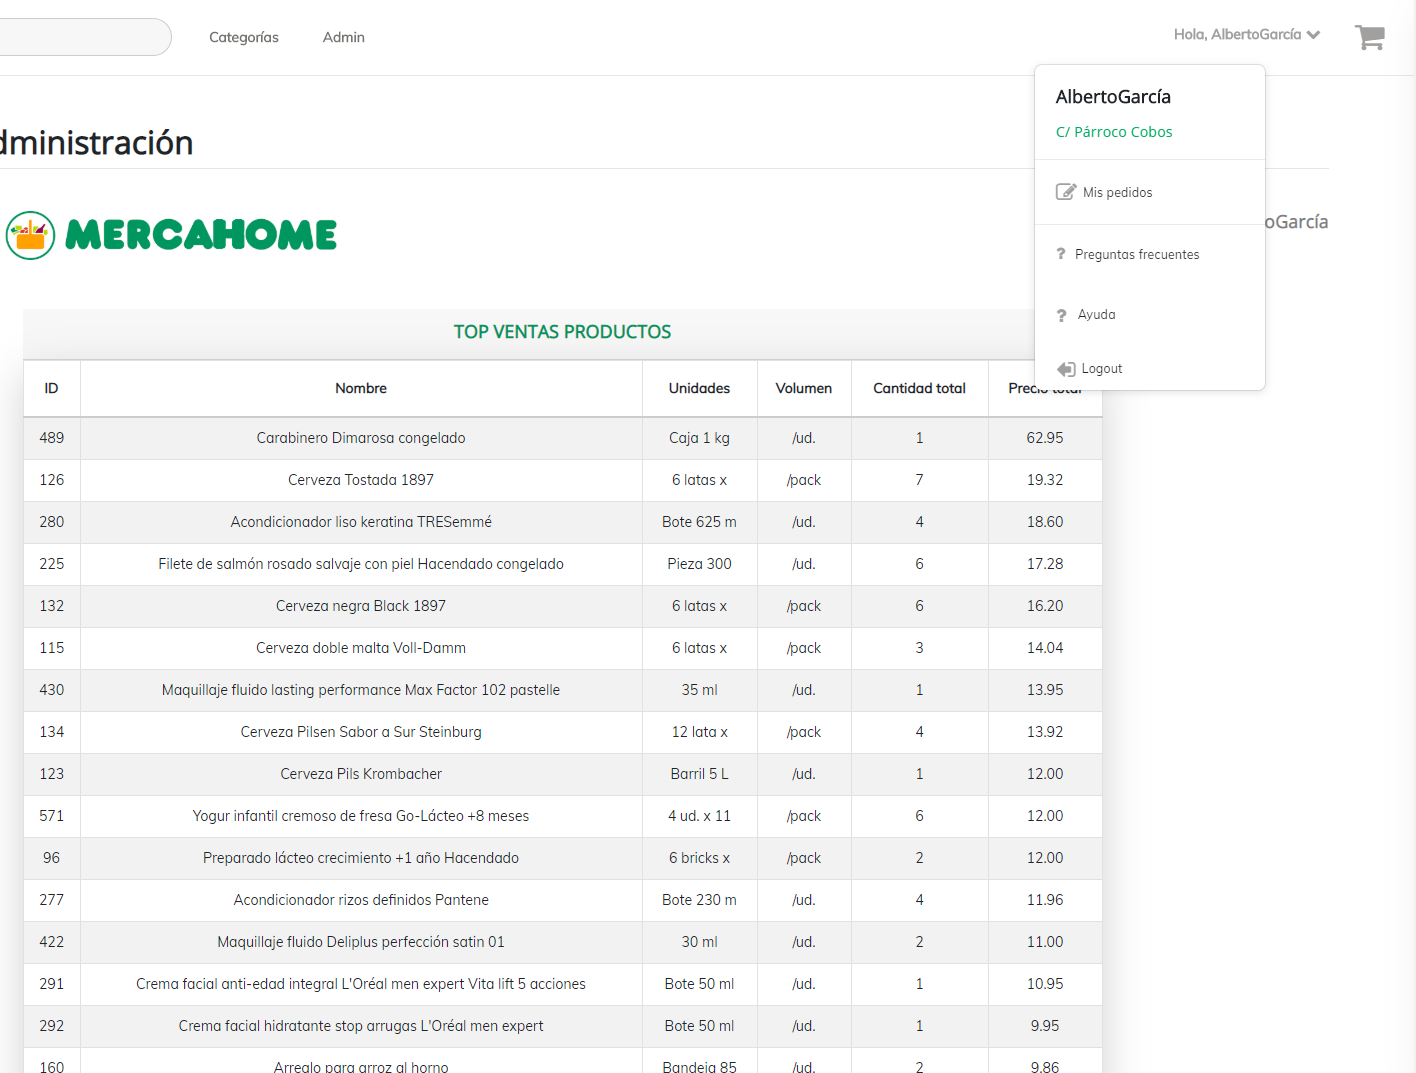 Categorías Admin Hola, AlbertoGarcía
AlbertoGarcía
C/ Párroco Cobos
Mis pedidos
? Preguntas frecuentes
? Ayuda
Logout
dministración
oGarcía
MERCAHOME
TOP VENTAS PRODUCTOS
ID Nombre Unidades Volumen Cantidad total Precio total
489 Carabinero Dimarosa congelado Caja 1 kg /ud. 1 62.95
126 Cerveza Tostada 1897 6 latas x /pack 7 19.32
280 Acondicionador liso keratina TRESemmé Bote 625 m /ud. 4 18.60
225 Filete de salmón rosado salvaje con piel Hacendado congelado Pieza 300 /ud. 6 17.28
132 Cerveza negra Black 1897 6 latas x /pack 6 16.20
115 Cerveza doble malta Voll-Damm 6 latas x /pack 3 14.04
430 Maquillaje fluido lasting performance Max Factor 102 pastelle 35 ml /ud. 1 13.95
134 Cerveza Pilsen Sabor a Sur Steinburg 12 lata x /pack 4 13.92
123 Cerveza Pils Krombacher Barril 5 L /ud. 1 12.00
571 Yogur infantil cremoso de fresa Go-Lácteo +8 meses 4 ud. x 11 /pack 6 12.00
96 Preparado lácteo crecimiento +1 año Hacendado 6 bricks x /pack 2 12.00
277 Acondicionador rizos definidos Pantene Bote 230 m /ud. 4 11.96
422 Maquillaje fluido Deliplus perfección satin 01 30 ml /ud. 2 11.00
291 Crema facial anti-edad integral L'Oréal men expert Vita lift 5 acciones Bote 50 ml /ud. 1 10.95
292 Crema facial hidratante stop arrugas L'Oréal men expert Bote 50 ml /ud. 1 9.95
160 Arreglo para arroz al horno Bandeja 85 /ud. 2 9.86